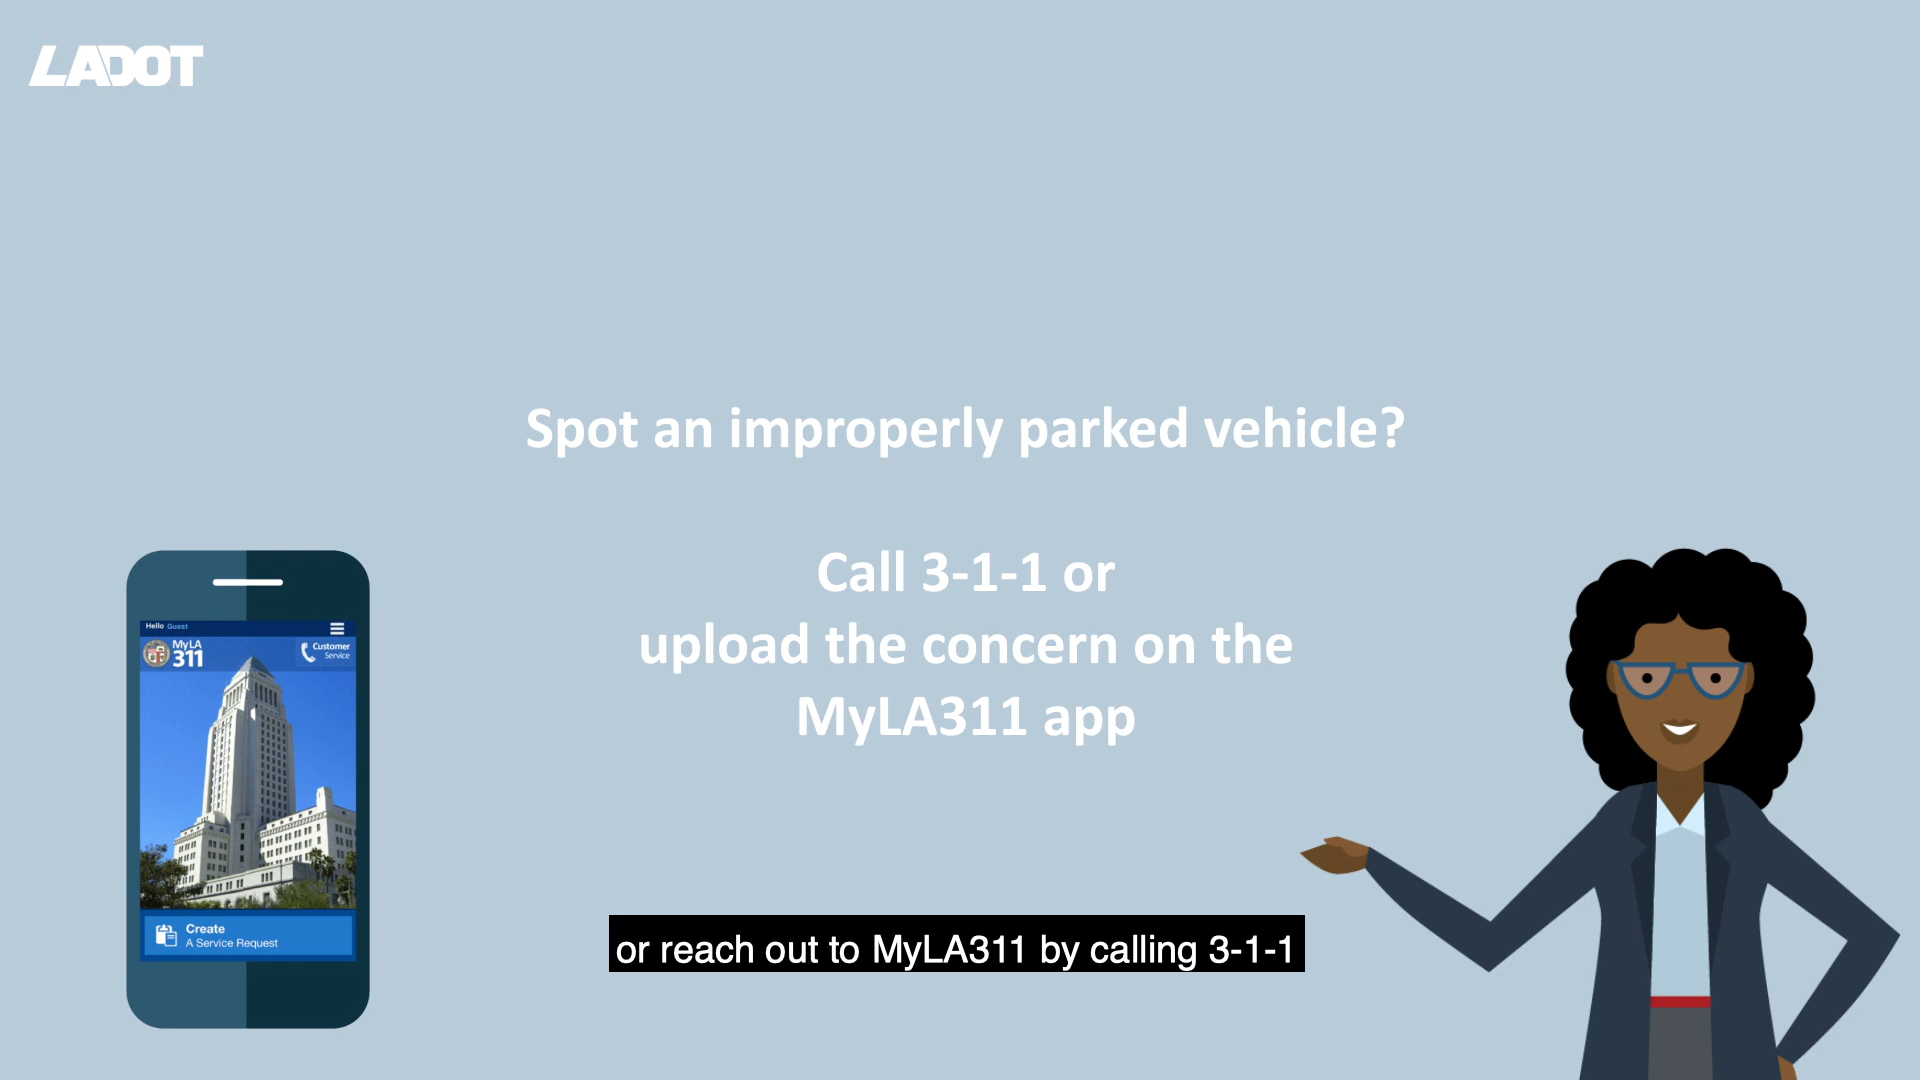 LADOT
Spot an improperly parked vehicle?
Call 3-1-1 or
upload the concern on the
MyLA311 app
Hello Guest
MyLA
311
Customer
Service
Create
A Service Request
or reach out to MyLA311 by calling 3-1-1